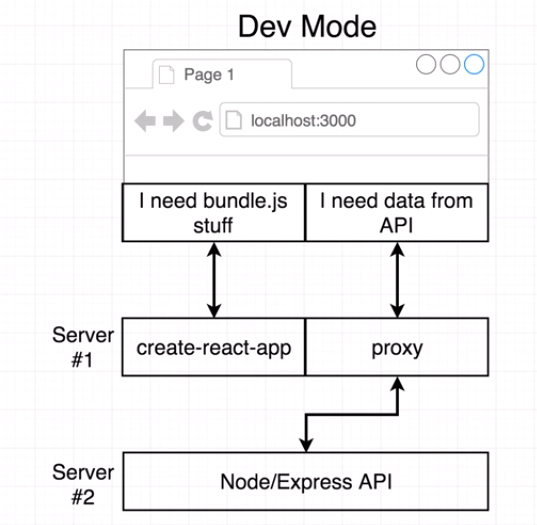 Dev Mode
Page 1
localhost:3000
I need bundle.js
stuff
I need data from
API
Server
#1
create-react-app
proxy
Server
#2
Node/Express API